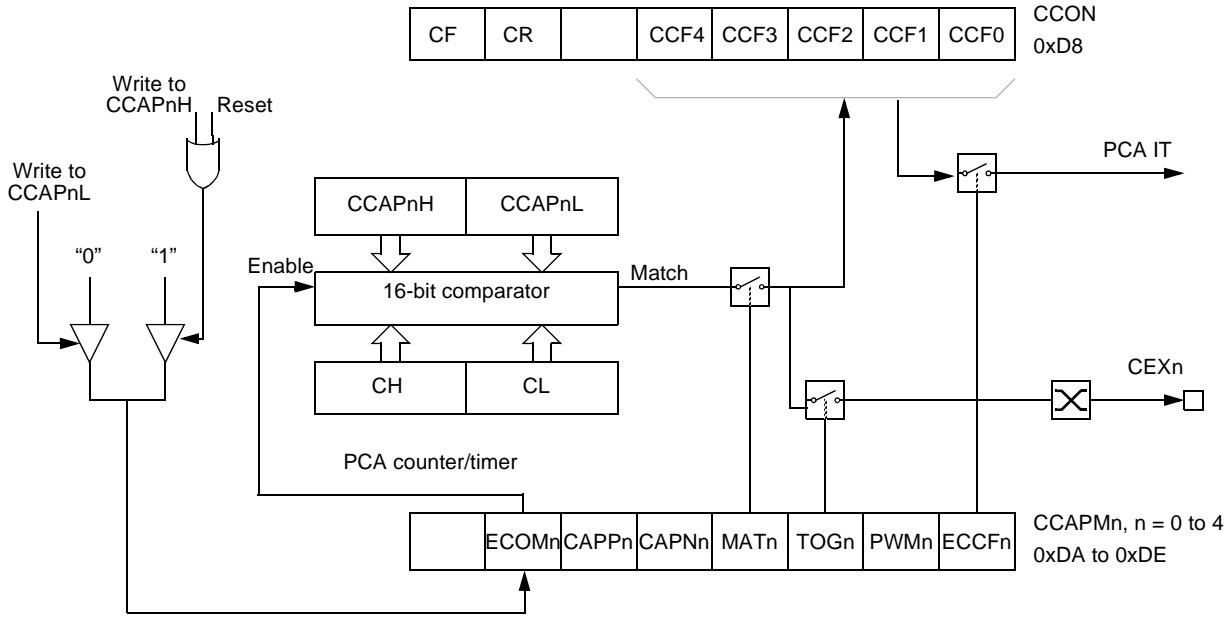 CF CR CCF4 CCF3 CCF2 CCF1 CCF0
CCON
0xD8
Write to
CCAPnH Reset
Write to
CCAPnL
PCA IT
CCAPnH CCAPnL
“0” “1”
Enable
16-bit comparator
Match
CH CL
CEXn
PCA counter/timer
ECOMn CAPPn CAPNn MATn TOGn PWMn ECCFn
CCAPMn, n = 0 to 4
0xDA to 0xDE